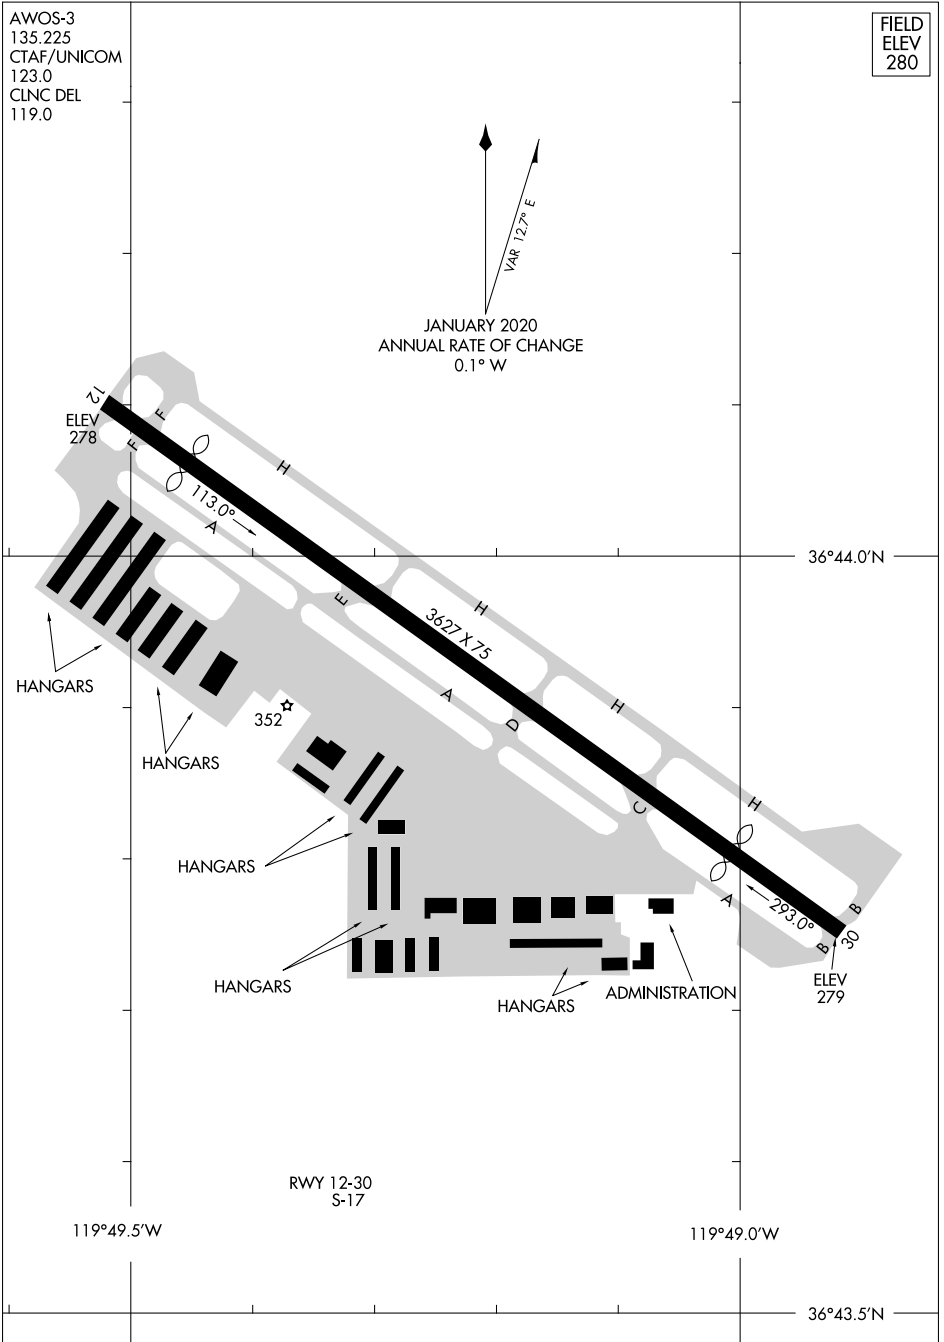 AWOS-3
135.225
CTAF/UNICOM
123.0
CLNC DEL
119.0
FIELD
ELEV
280
VAR 12.7° E
JANUARY 2020
ANNUAL RATE OF CHANGE
0.1° W
12
ELEV
278
F
F
H
113.0°
A
36°44.0'N
E
H
3627 X 75
HANGARS
A
H
D
352
HANGARS
C
H
HANGARS
A
293.0°
B
B
30
HANGARS
HANGARS
ADMINISTRATION
ELEV
279
RWY 12-30
S-17
119°49.5'W
119°49.0'W
36°43.5'N